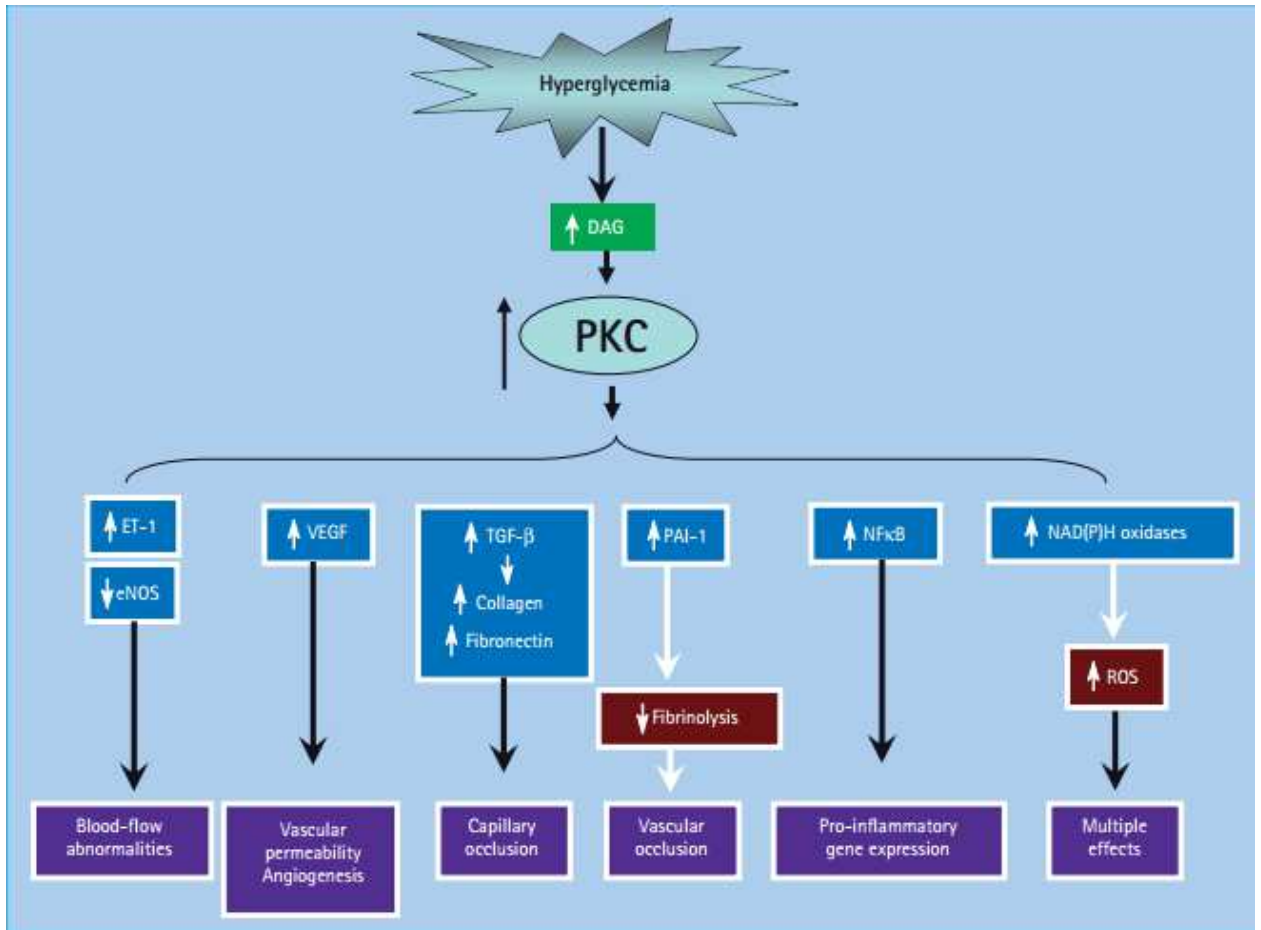 Hyperglycemia
↑ DAG
PKC
↑ ET-1
↓ eNOS
↑ VEGF
↑ TGF-β
↑ Collagen
↑ Fibronectin
↑ PAI-1
↓ Fibrinolysis
↑ NFκB
↑ NAD(P)H oxidases
↑ ROS
Blood-flow
abnormalities
Vascular
permeability
Angiogenesis
Capillary
occlusion
Vascular
occlusion
Pro-inflammatory
gene expression
Multiple
effects